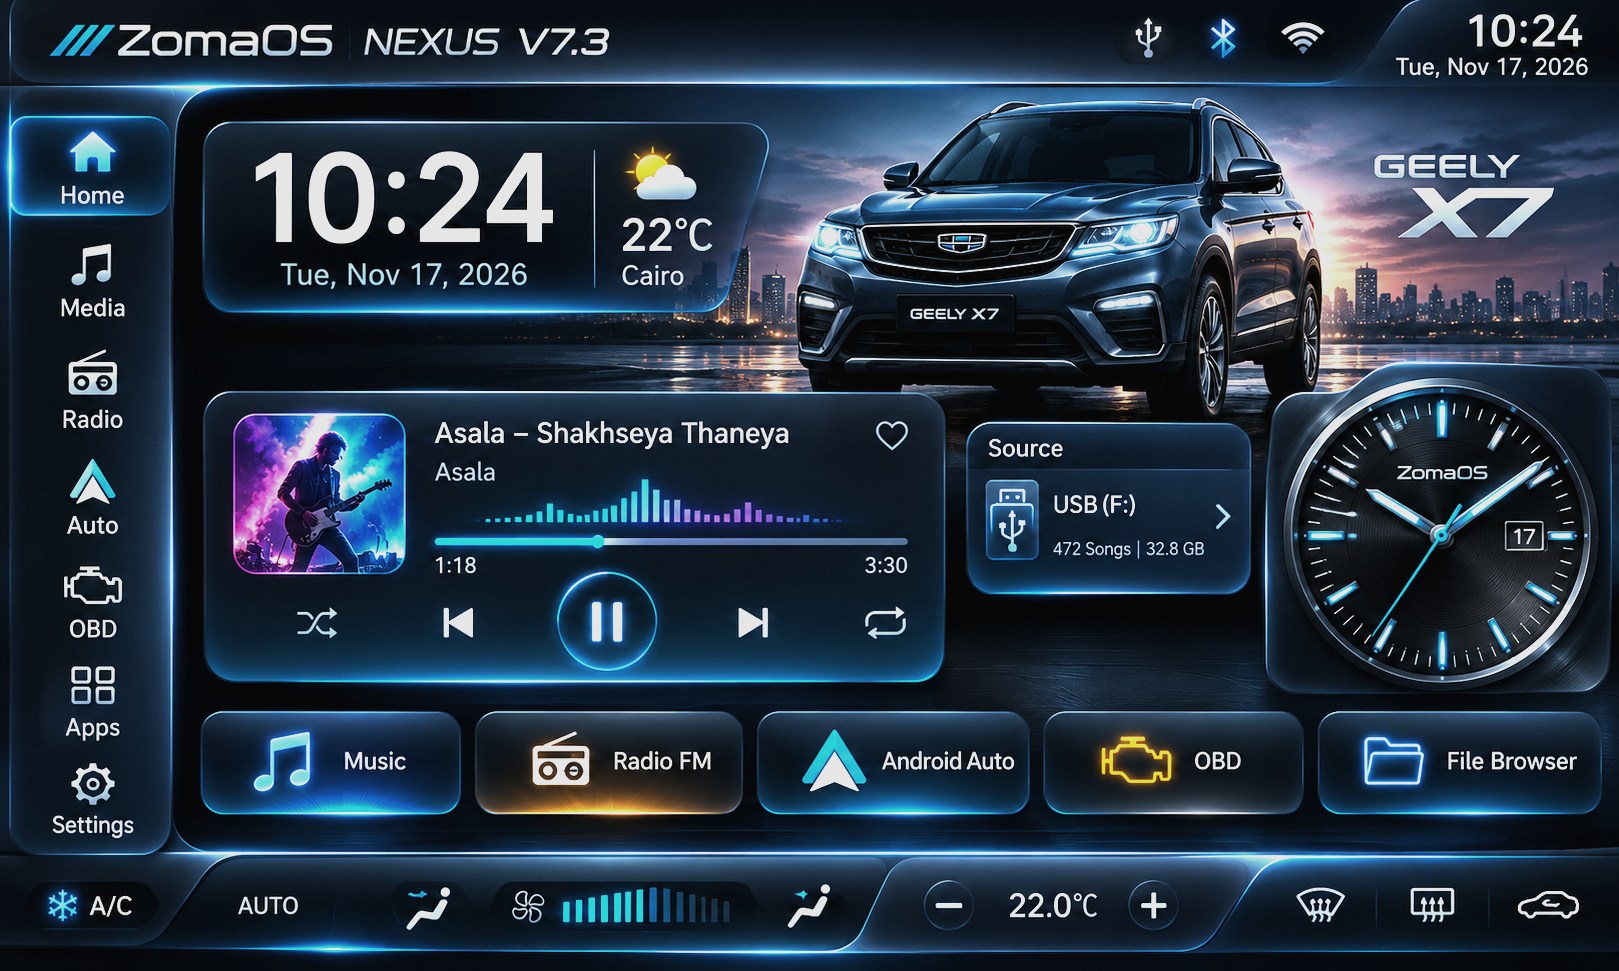 ZomaOS NEXUS V7.3
10:24
Tue, Nov 17, 2026
Home
Media
Radio
Auto
OBD
Apps
Settings
10:24
Tue, Nov 17, 2026
22°C
Cairo
GEELY
X7
GEELY X7
Asala – Shakhseya Thaneya
Asala
1:18
3:30
Source
USB (F:)
472 Songs | 32.8 GB
ZomaOS
17
Music
Radio FM
Android Auto
OBD
File Browser
A/C
AUTO
22.0°C